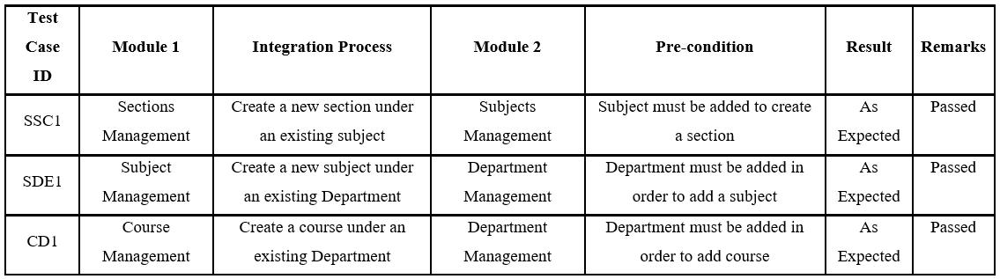 Test Case ID | Module 1 | Integration Process | Module 2 | Pre-condition | Result | Remarks
SSC1 | Sections Management | Create a new section under an existing subject | Subjects Management | Subject must be added to create a section | As Expected | Passed
SDE1 | Subject Management | Create a new subject under an existing Department | Department Management | Department must be added in order to add a subject | As Expected | Passed
CD1 | Course Management | Create a course under an existing Department | Department Management | Department must be added in order to add course | As Expected | Passed